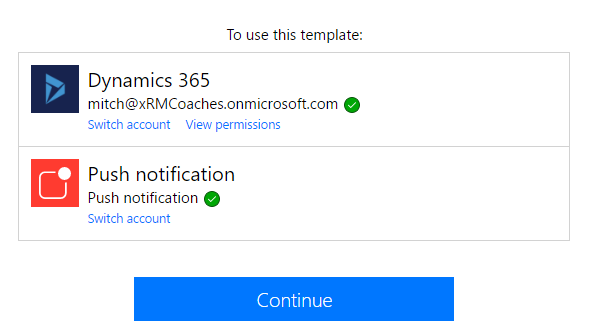 To use this template:
Dynamics 365
mitch@xRMCoaches.onmicrosoft.com
Switch account View permissions
Push notification
Push notification
Switch account
Continue